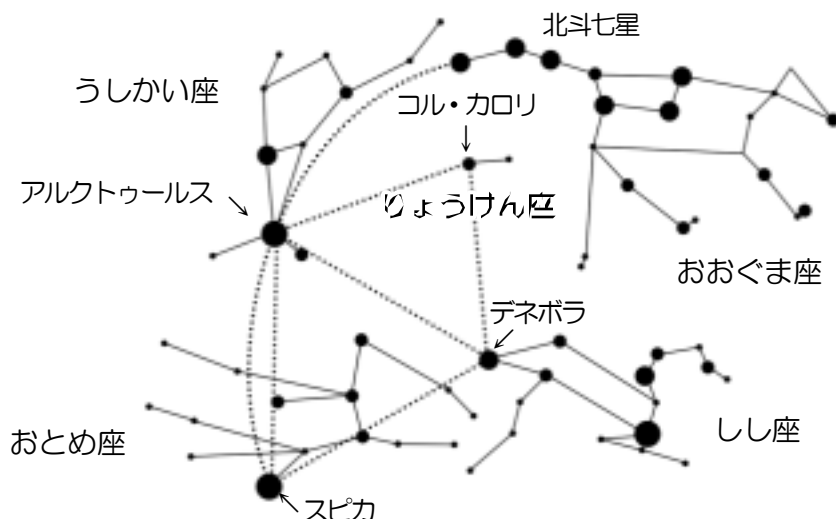 北斗七星
うしかい座
コル・カロリ
アルクトゥールス
りょうけん座
おおぐま座
デネボラ
おとめ座
しし座
スピカ